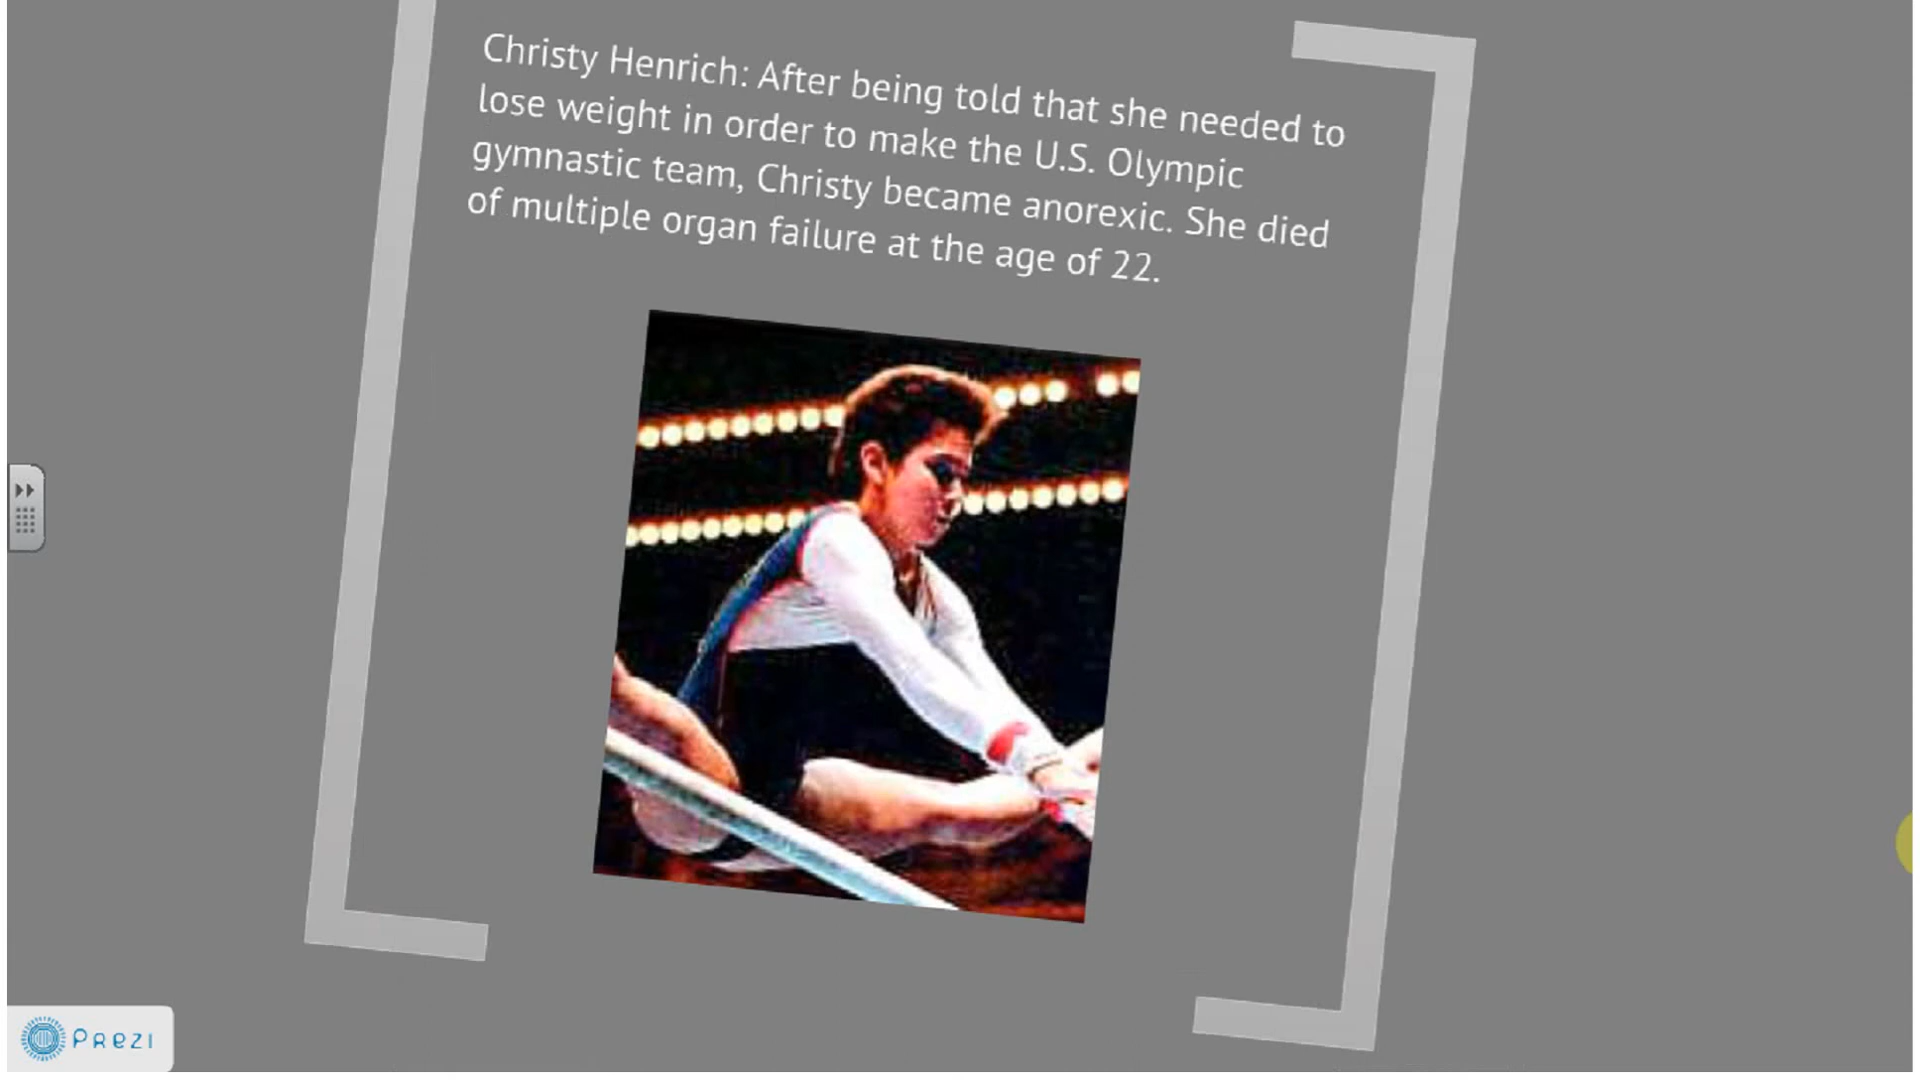 Christy Henrich: After being told that she needed to
lose weight in order to make the U.S. Olympic
gymnastic team, Christy became anorexic. She died
of multiple organ failure at the age of 22.
Prezi